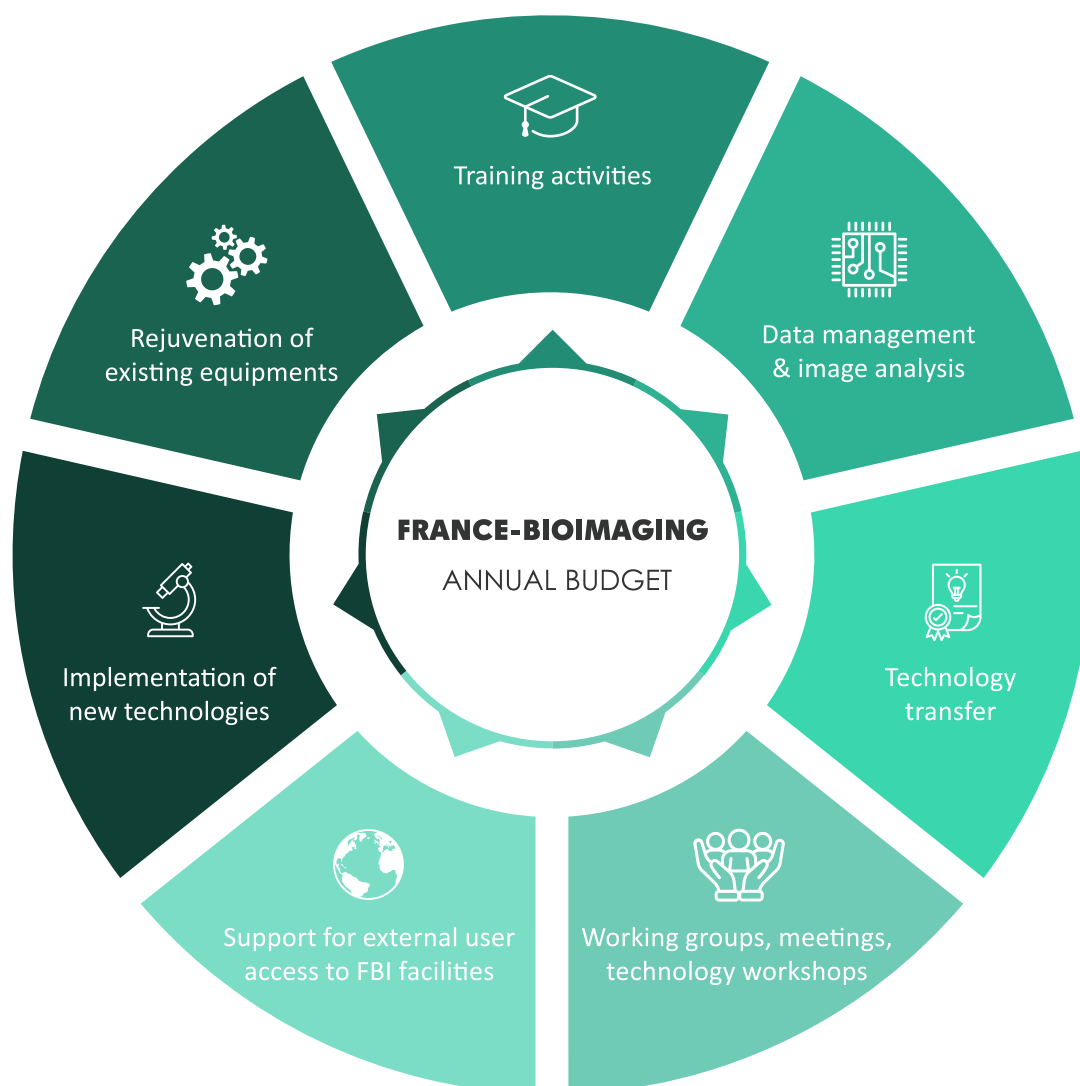 Training activities
Data management
& image analysis
Technology
transfer
Working groups, meetings,
technology workshops
Support for external user
access to FBI facilities
Implementation of
new technologies
Rejuvenation of
existing equipments
FRANCE-BIOIMAGING
ANNUAL BUDGET